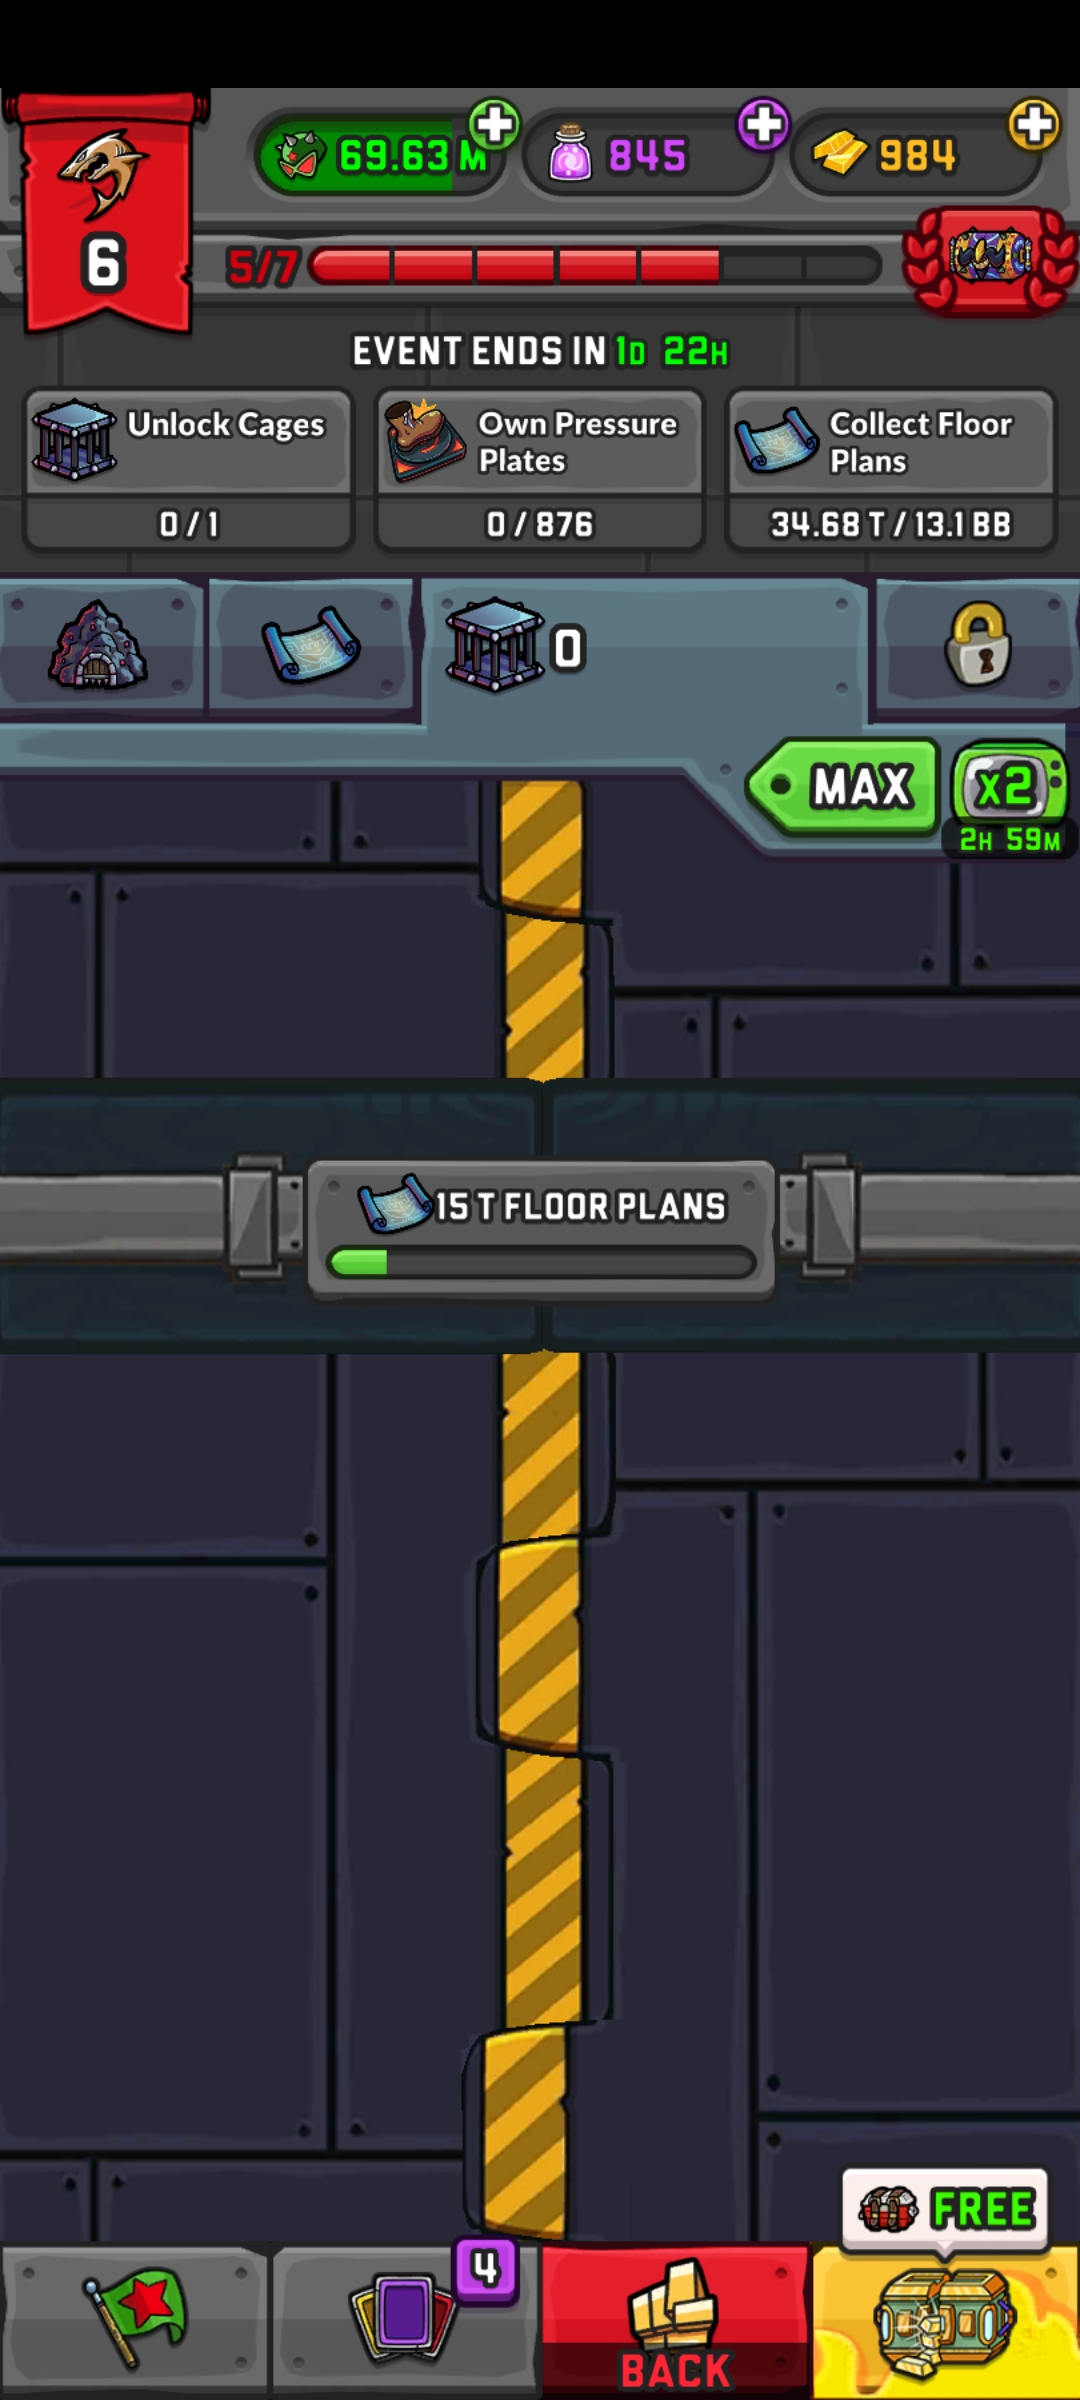 69.63 M
845
984
6
5/7
EVENT ENDS IN 1D 22H
Unlock Cages
0 / 1
Own Pressure
Plates
0 / 876
Collect Floor
Plans
34.68 T / 13.1 BB
0
MAX
x2
2H 59M
15 T FLOOR PLANS
FREE
4
BACK